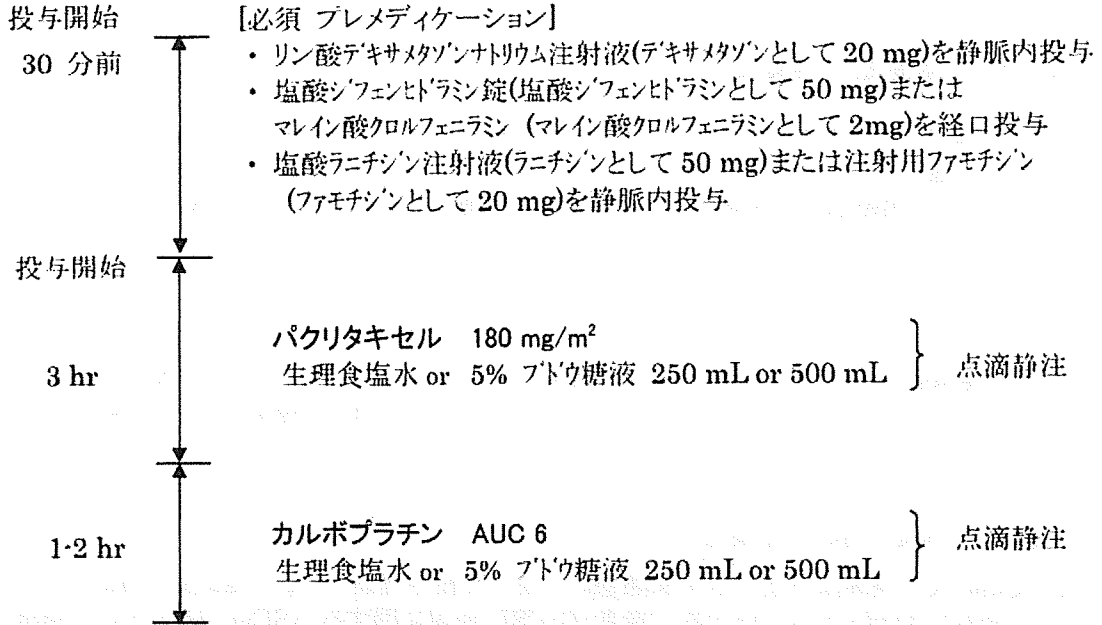 投与開始
30 分前
[必須 プレメディケーション]
・ リン酸デキサメタゾンナトリウム注射液(デキサメタゾンとして 20 mg)を静脈内投与
・ 塩酸ジフェンヒドラミン錠(塩酸ジフェンヒドラミンとして 50 mg)または
マレイン酸クロルフェニラミン (マレイン酸クロルフェニラミンとして 2mg)を経口投与
・ 塩酸ラニチジン注射液(ラニチジンとして 50 mg)または注射用ファモチジン
(ファモチジンとして 20 mg)を静脈内投与
投与開始
3 hr
パクリタキセル 180 mg/m²
生理食塩水 or 5% ブドウ糖液 250 mL or 500 mL
点滴静注
1-2 hr
カルボプラチン AUC 6
生理食塩水 or 5% ブドウ糖液 250 mL or 500 mL
点滴静注